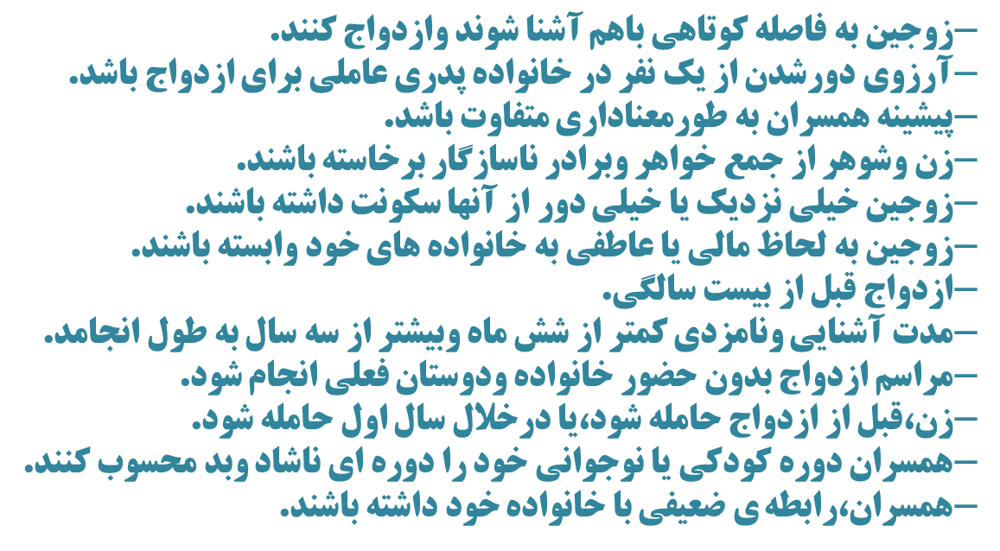 –زوجین به فاصله کوتاهی باهم آشنا شوند وازدواج کنند.
–آرزوی دورشدن از یک نفر در خانواده پدری عاملی برای ازدواج باشد.
–پیشینه همسران به طورمعناداری متفاوت باشد.
–زن وشوهر از جمع خواهر وبرادر ناسازگار برخاسته باشند.
–زوجین خیلی نزدیک یا خیلی دور از آنها سکونت داشته باشند.
–زوجین به لحاظ مالی یا عاطفی به خانواده های خود وابسته باشند.
–ازدواج قبل از بیست سالگی.
–مدت آشنایی ونامزدی کمتر از شش ماه وبیشتر از سه سال به طول انجامد.
–مراسم ازدواج بدون حضور خانواده ودوستان فعلی انجام شود.
–زن،قبل از ازدواج حامله شود،یا درخلال سال اول حامله شود.
–همسران دوره کودکی یا نوجوانی خود را دوره ای ناشاد وبد محسوب کنند.
–همسران،رابطه ی ضعیفی با خانواده خود داشته باشند.